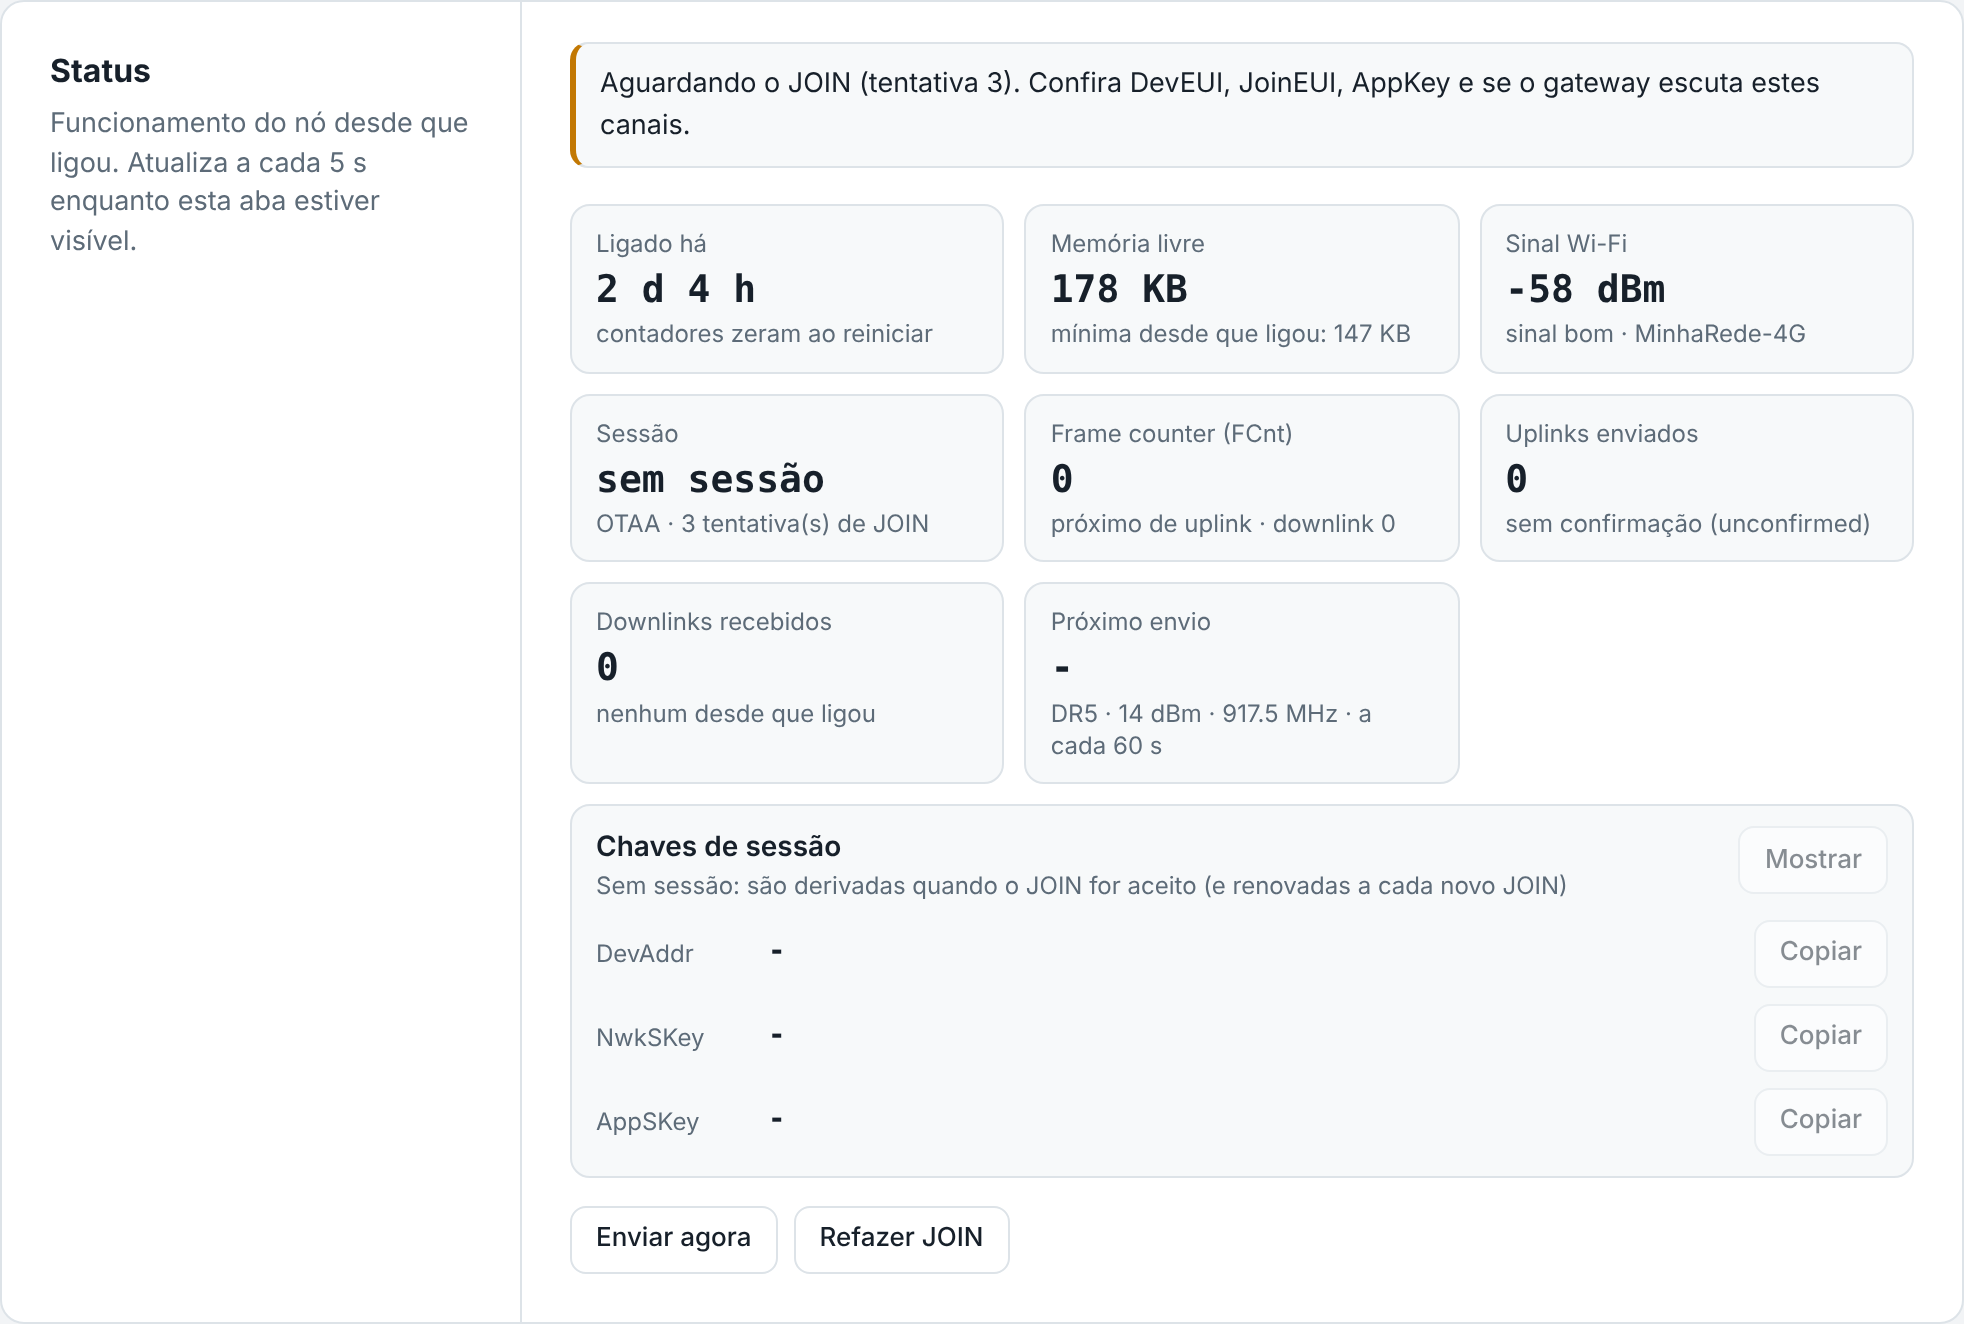 Status
Funcionamento do nó desde que
ligou. Atualiza a cada 5 s
enquanto esta aba estiver
visível.
Aguardando o JOIN (tentativa 3). Confira DevEUI, JoinEUI, AppKey e se o gateway escuta estes
canais.
Ligado há
2 d 4 h
contadores zeram ao reiniciar
Memória livre
178 KB
mínima desde que ligou: 147 KB
Sinal Wi-Fi
-58 dBm
sinal bom · MinhaRede-4G
Sessão
sem sessão
OTAA · 3 tentativa(s) de JOIN
Frame counter (FCnt)
0
próximo de uplink · downlink 0
Uplinks enviados
0
sem confirmação (unconfirmed)
Downlinks recebidos
0
nenhum desde que ligou
Próximo envio
-
DR5 · 14 dBm · 917.5 MHz · a
cada 60 s
Chaves de sessão
Sem sessão: são derivadas quando o JOIN for aceito (e renovadas a cada novo JOIN)
Mostrar
DevAddr - Copiar
NwkSKey - Copiar
AppSKey - Copiar
Enviar agora Refazer JOIN